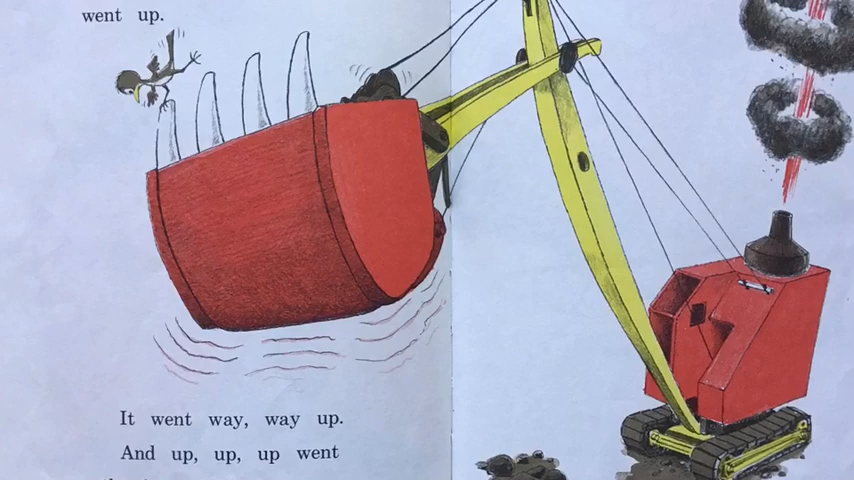 went up.
It went way, way up.
And up, up, up went